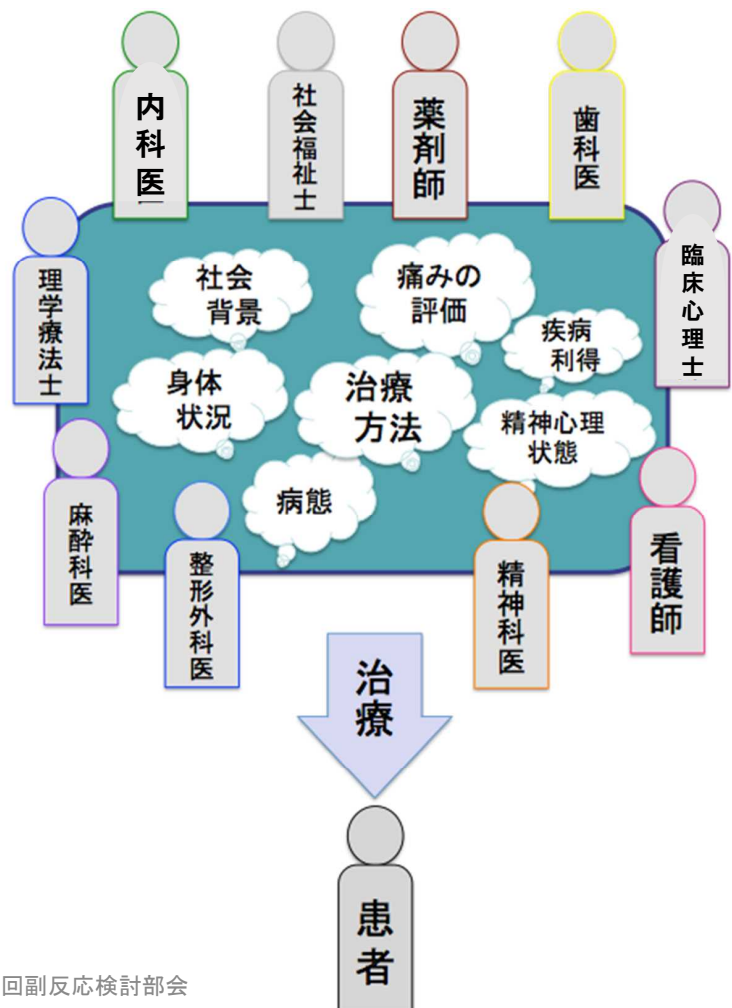 内科医
社会福祉士
薬剤師
歯科医
理学療法士
臨床心理士
社会
背景
痛みの
評価
疾病
利得
身体
状況
治療
方法
精神心理
状態
病態
麻酔科医
整形外科医
精神科医
看護師
治療
患者
回副反応検討部会